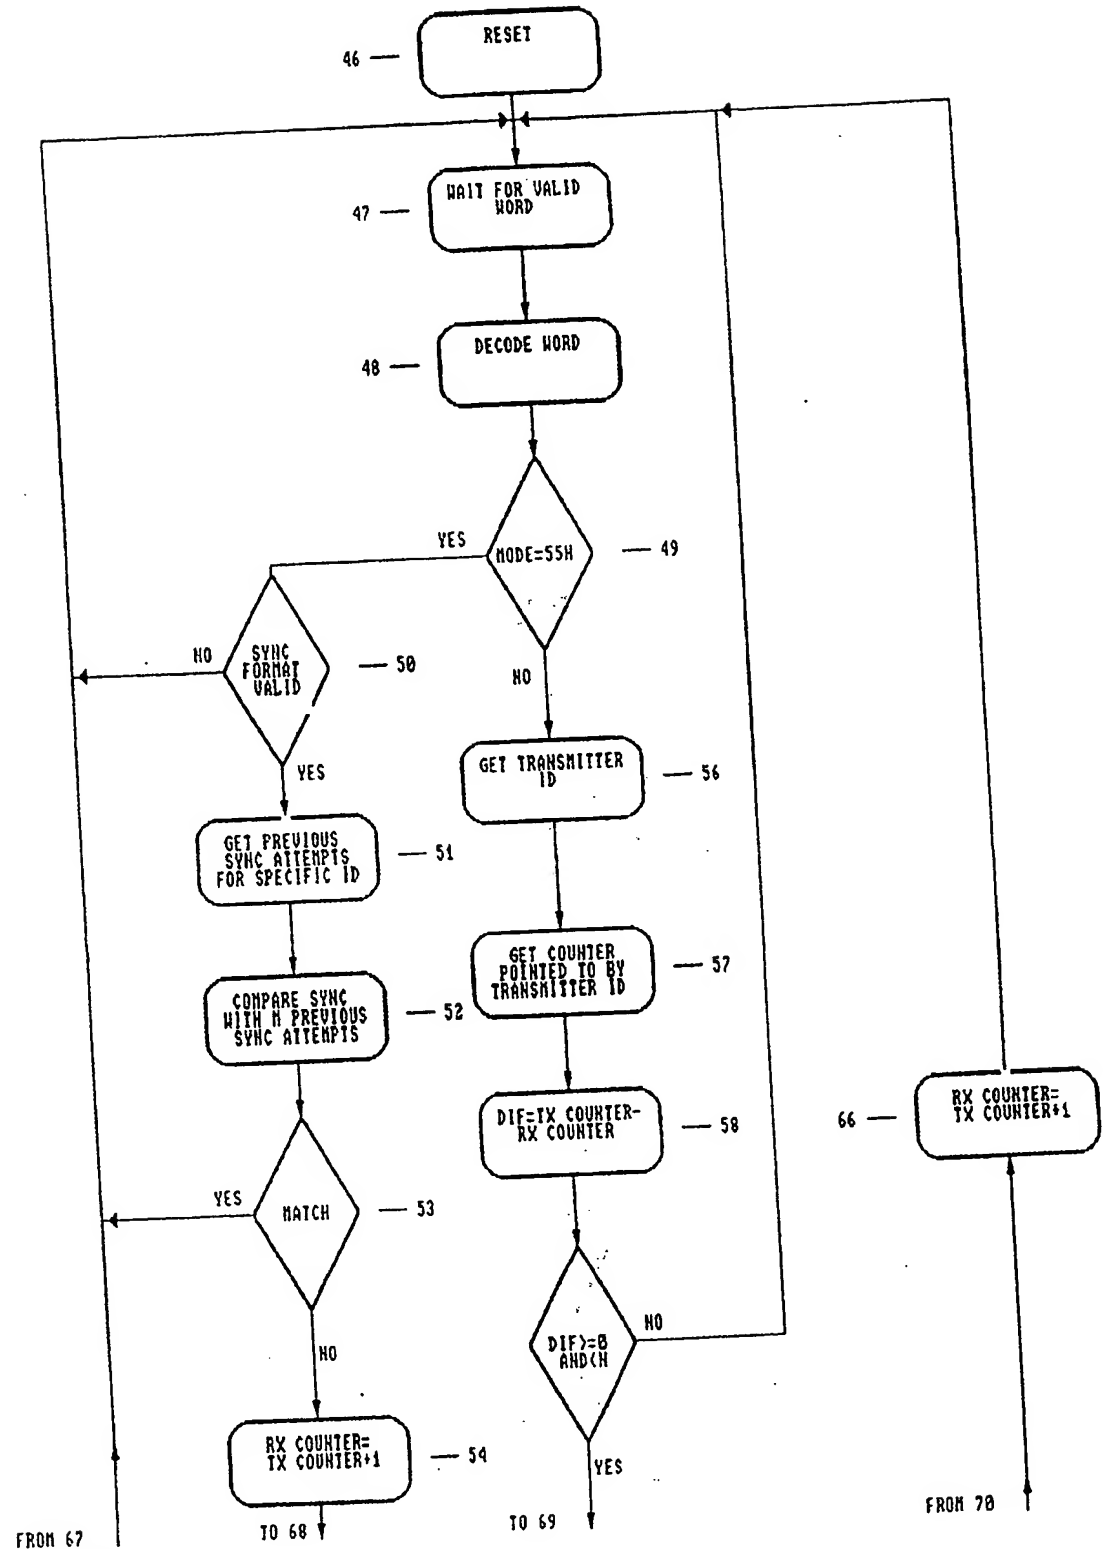 RESET
46
WAIT FOR VALID
WORD
47
DECODE WORD
48
YES
MODE=55H
49
NO
SYNC
FORMAT
VALID
50
NO
YES
GET TRANSMITTER
ID
56
GET PREVIOUS
SYNC ATTEMPTS
FOR SPECIFIC ID
51
GET COUNTER
POINTED TO BY
TRANSMITTER ID
57
COMPARE SYNC
WITH N PREVIOUS
SYNC ATTEMPTS
52
DIF=TX COUNTER-
RX COUNTER
58
RX COUNTER=
TX COUNTER+1
66
YES
MATCH
53
NO
DIF>=0
AND<N
NO
RX COUNTER=
TX COUNTER+1
54
YES
FROM 67
TO 68
TO 69
FROM 70